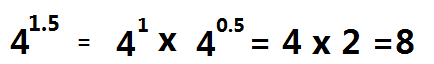 4^1.5 = 4^1 x 4^0.5 = 4 x 2 = 8